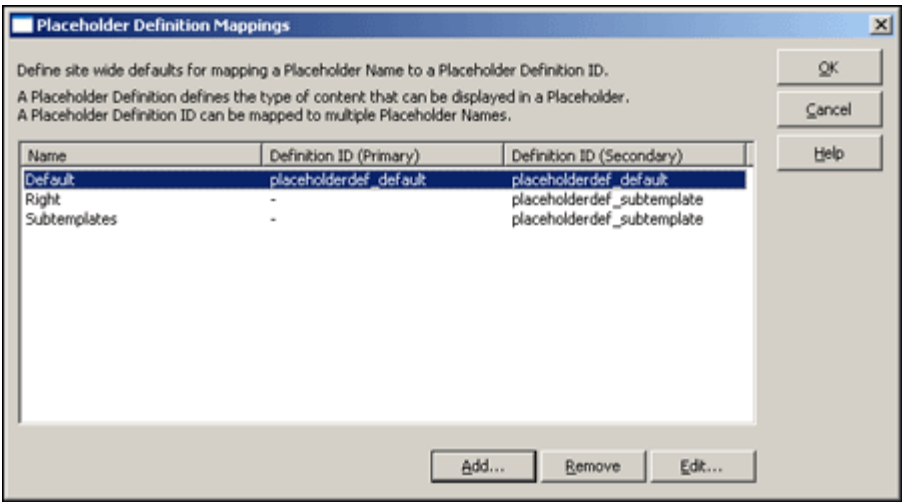 Placeholder Definition Mappings
Define site wide defaults for mapping a Placeholder Name to a Placeholder Definition ID.
A Placeholder Definition defines the type of content that can be displayed in a Placeholder.
A Placeholder Definition ID can be mapped to multiple Placeholder Names.
OK
Cancel
Help
Name Definition ID (Primary) Definition ID (Secondary)
Default placeholderdef_default placeholderdef_default
Right - placeholderdef_subtemplate
Subtemplates - placeholderdef_subtemplate
Add... Remove Edit...